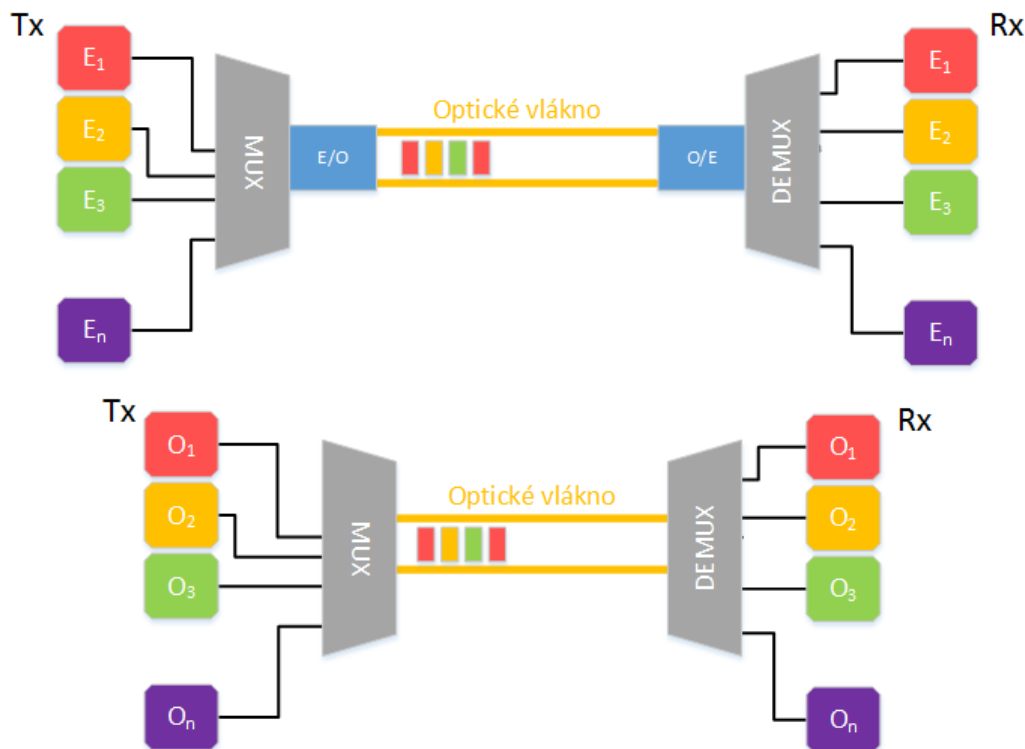 Tx
Rx
E1
E2
E3
En
MUX
E/O
Optické vlákno
O/E
DEMUX
E1
E2
E3
En
Tx
Rx
O1
O2
O3
On
MUX
Optické vlákno
DEMUX
O1
O2
O3
On